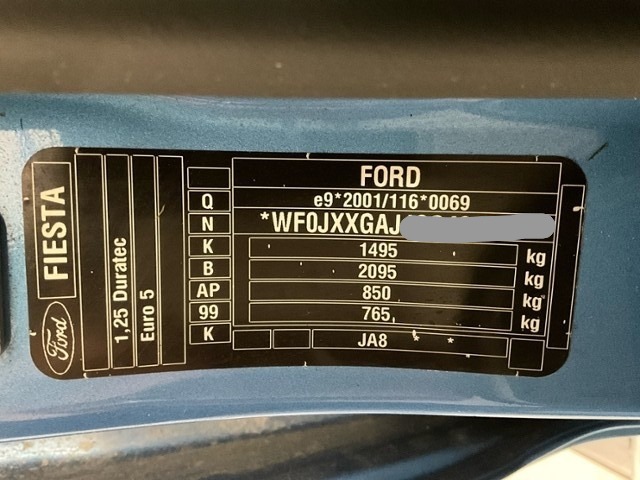 FIESTA
Ford
1,25 Duratec
Euro 5
FORD
Q e9*2001/116*0069
N *WF0JXXGAJ
K 1495 kg
B 2095 kg
AP 850 kg
99 765 kg
K JA8 * *